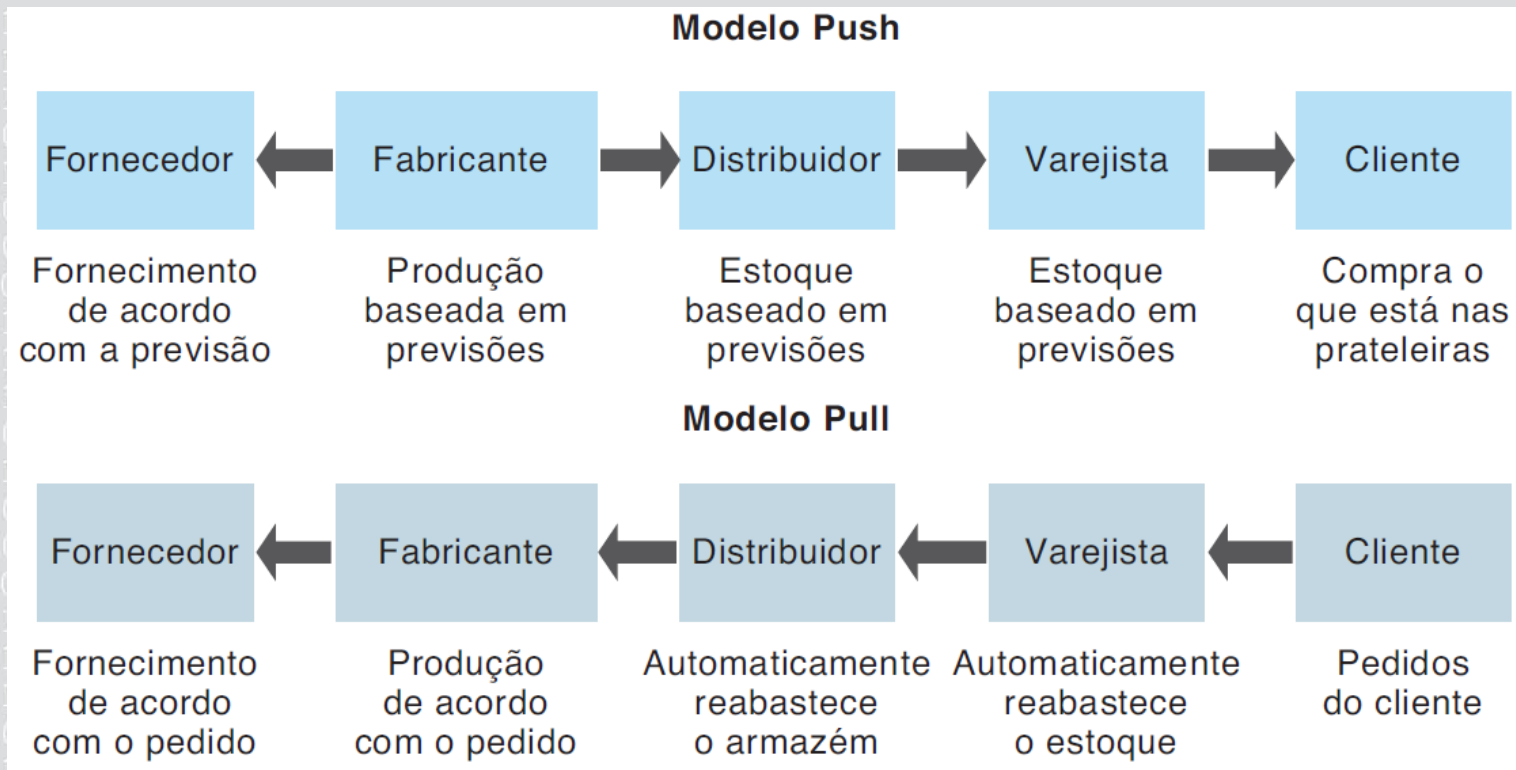 Modelo Push
Fornecedor
Fabricante
Distribuidor
Varejista
Cliente
Fornecimento
de acordo
com a previsão
Produção
baseada em
previsões
Estoque
baseado em
previsões
Estoque
baseado em
previsões
Compra o
que está nas
prateleiras
Modelo Pull
Fornecedor
Fabricante
Distribuidor
Varejista
Cliente
Fornecimento
de acordo
com o pedido
Produção
de acordo
com o pedido
Automaticamente
reabastece
o armazém
Automaticamente
reabastece
o estoque
Pedidos
do cliente